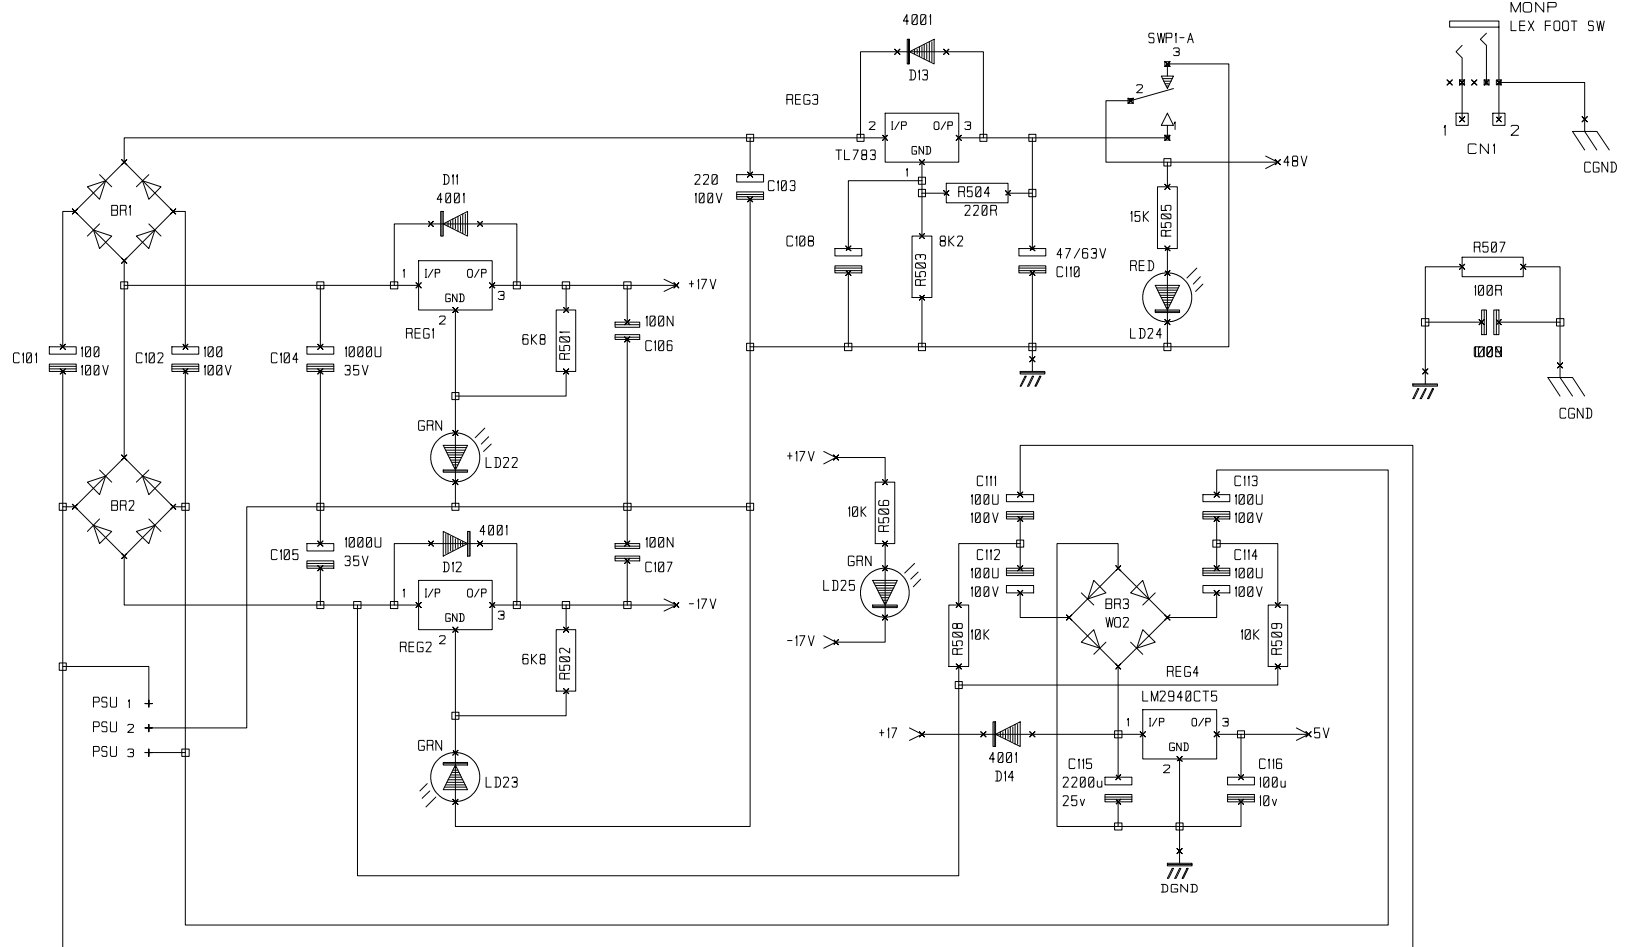 MONP
LEX FOOT SW
1
2
CN1
CGND
4001
D13
REG3
2
I/P
O/P
3
GND
TL783
1
SWP1-A
3
2
1
48V
BR1
D11
4001
220
100V
C103
R504
220R
C108
R503
8K2
47/63V
C110
15K
R505
RED
LD24
R507
100R
CGND
1
I/P
O/P
GND
3
2
REG1
+17V
6K8
R501
100N
C106
C101
100
100V
C102
100
100V
C104
1000U
35V
GRN
LD22
BR2
C105
1000U
35V
4001
D12
1
I/P
O/P
GND
3
2
REG2
-17V
100N
C107
6K8
R502
GRN
LD23
PSU 1
PSU 2
PSU 3
+17V
10K
R506
GRN
LD25
-17V
C111
100U
100V
C112
100U
100V
C113
100U
100V
C114
100U
100V
BR3
W02
R508
10K
10K
R509
REG4
LM2940CT5
+17
4001
D14
1
I/P
O/P
3
GND
2
5V
C115
2200u
25v
C116
100u
10v
DGND